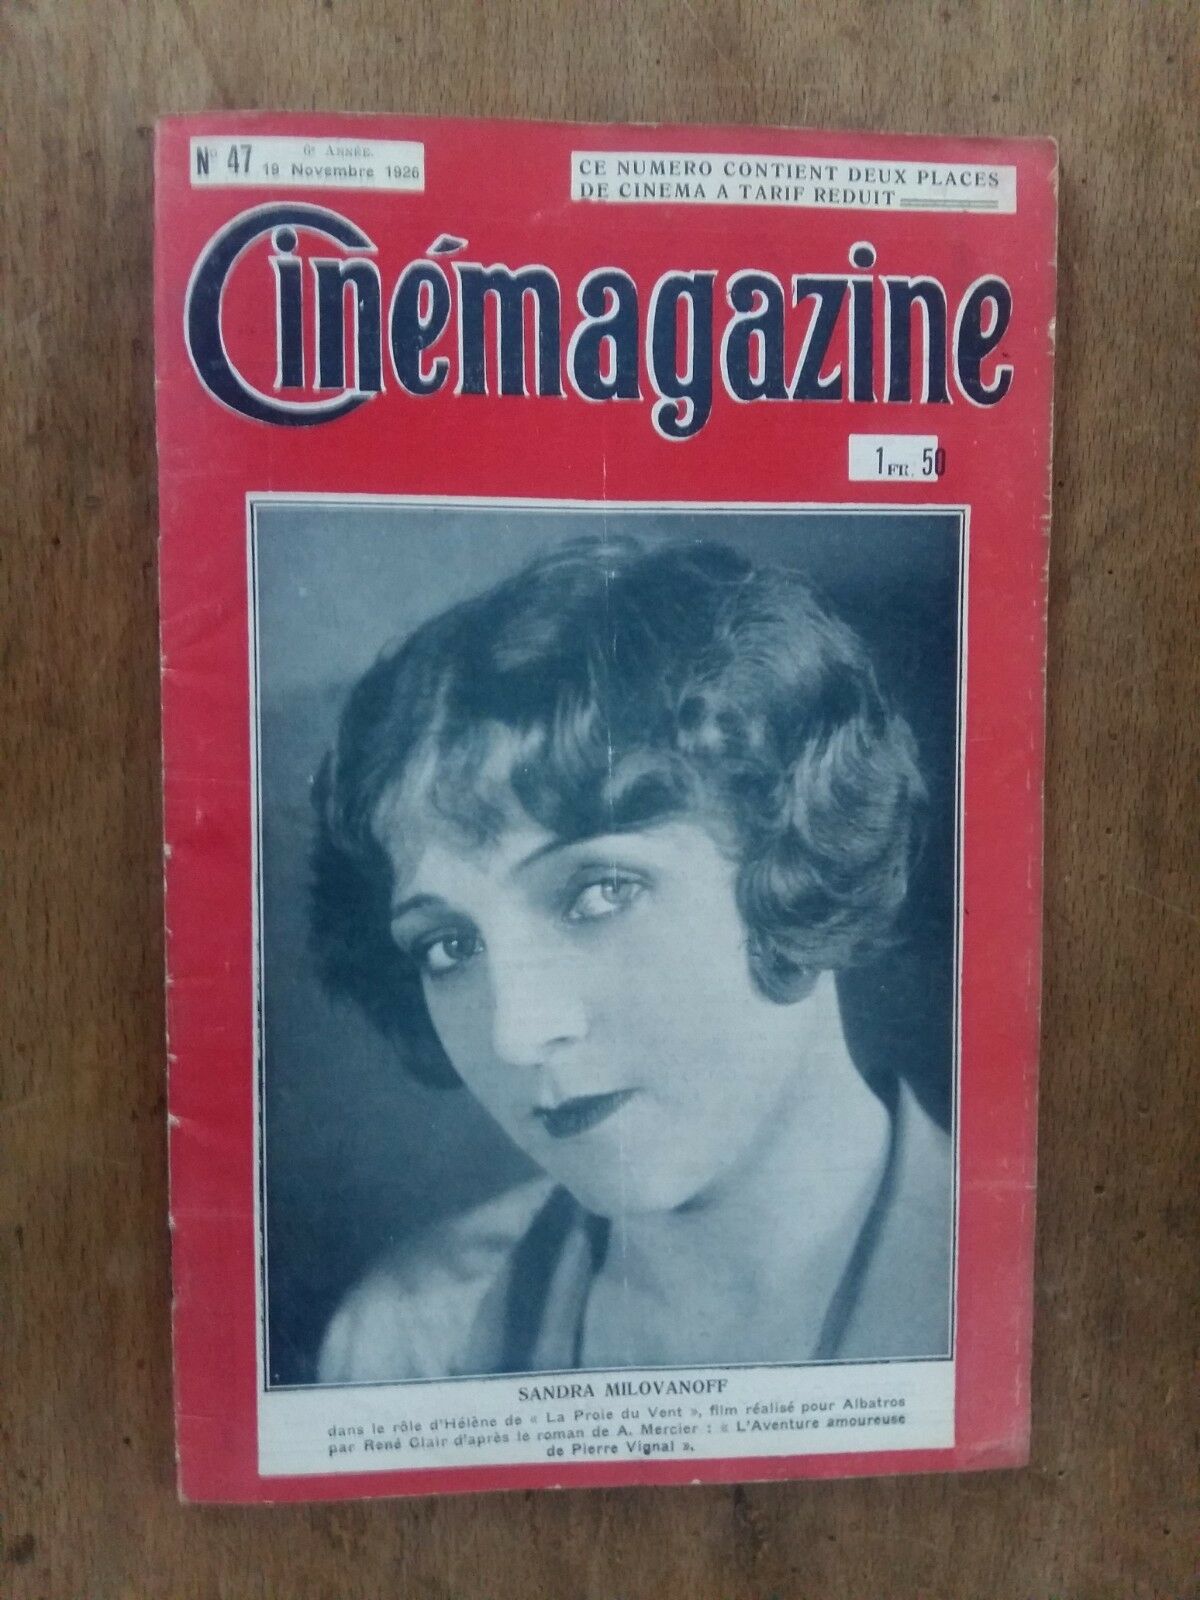 Nº 47
6e ANNÉE.
19 Novembre 1926
CE NUMERO CONTIENT DEUX PLACES
DE CINEMA A TARIF REDUIT
Cinémagazine
1 FR. 50
SANDRA MILOVANOFF
dans le rôle d'Hélène de « La Proie du Vent », film réalisé pour Albatros
par René Clair d'après le roman de A. Mercier : « L'Aventure amoureuse
de Pierre Vignal ».